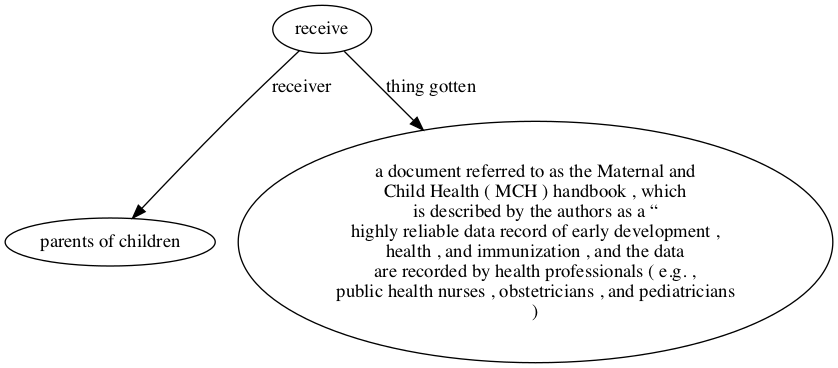 receive
receiver
thing gotten
parents of children
a document referred to as the Maternal and
Child Health ( MCH ) handbook , which
is described by the authors as a “
highly reliable data record of early development ,
health , and immunization , and the data
are recorded by health professionals ( e.g. ,
public health nurses , obstetricians , and pediatricians
)